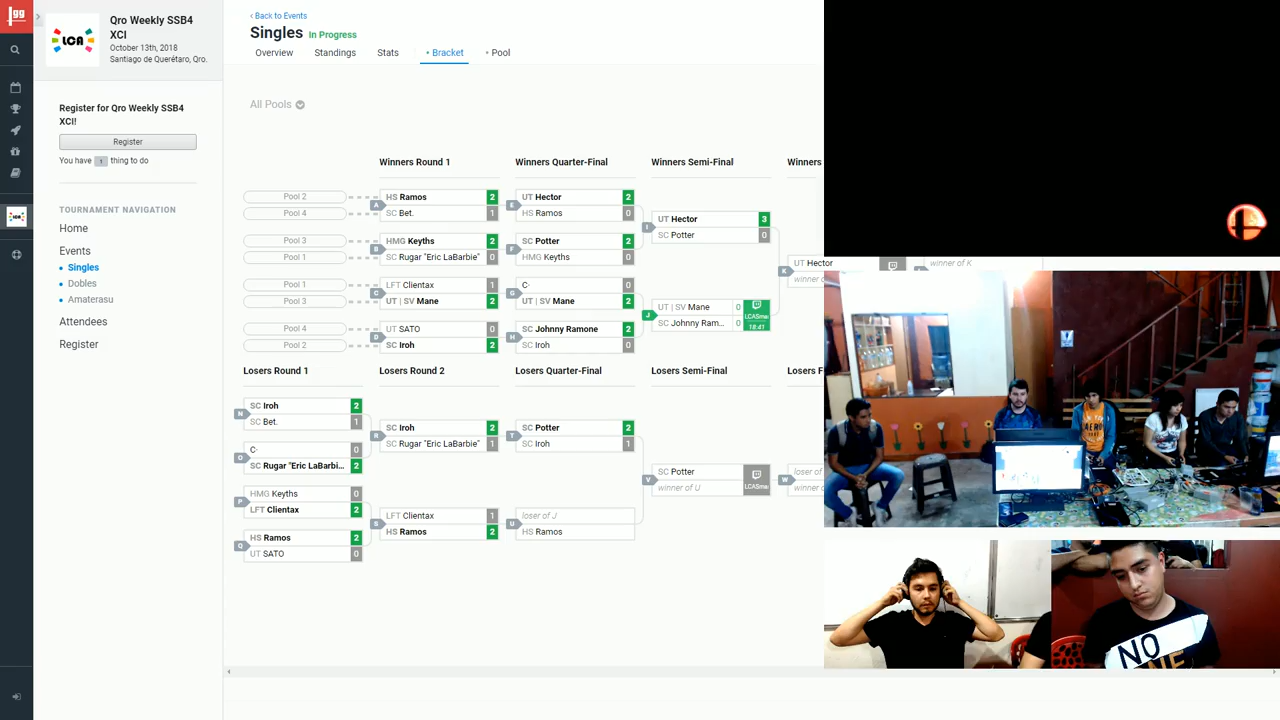 .gg
LCA
Qro Weekly SSB4
XCI
October 13th, 2018
Santiago de Querétaro, Qro.
Register for Qro Weekly SSB4
XCI!
Register
You have
thing to do
TOURNAMENT NAVIGATION
Home
Events
Singles
Dobles
Amaterasu
Attendees
Register
‹ Back to Events
Singles In Progress
Overview
Standings
Stats
• Bracket
• Pool
All Pools
Winners Round 1
Winners Quarter-Final
Winners Semi-Final
Winners
Pool 2
Pool 4
A
HS Ramos 2
SC Bet. 1
Pool 3
Pool 1
B
HMG Keyths 2
SC Rugar "Eric LaBarbie" 0
Pool 1
Pool 3
C
LFT Clientax 1
UT | SV Mane 2
Pool 4
Pool 2
D
UT SATO 0
SC Iroh 2
E
UT Hector 2
HS Ramos 0
F
SC Potter 2
HMG Keyths 0
G
C· 0
UT | SV Mane 2
H
SC Johnny Ramone 2
SC Iroh 0
I
UT Hector 3
SC Potter 0
J
UT | SV Mane 0
SC Johnny Ram... 0
LCASma
18:41
K
UT Hector
winner of K
Losers Round 1
Losers Round 2
Losers Quarter-Final
Losers Semi-Final
Losers F
N
SC Iroh 2
SC Bet. 1
O
C· 0
SC Rugar "Eric LaBarbi... 2
P
HMG Keyths 0
LFT Clientax 2
Q
HS Ramos 2
UT SATO 0
R
SC Iroh 2
SC Rugar "Eric LaBarbie" 1
S
LFT Clientax 1
HS Ramos 2
T
SC Potter 2
SC Iroh 1
U
loser of J
HS Ramos
V
SC Potter
winner of U
LCASma
W
loser of
winner o
NO
NE